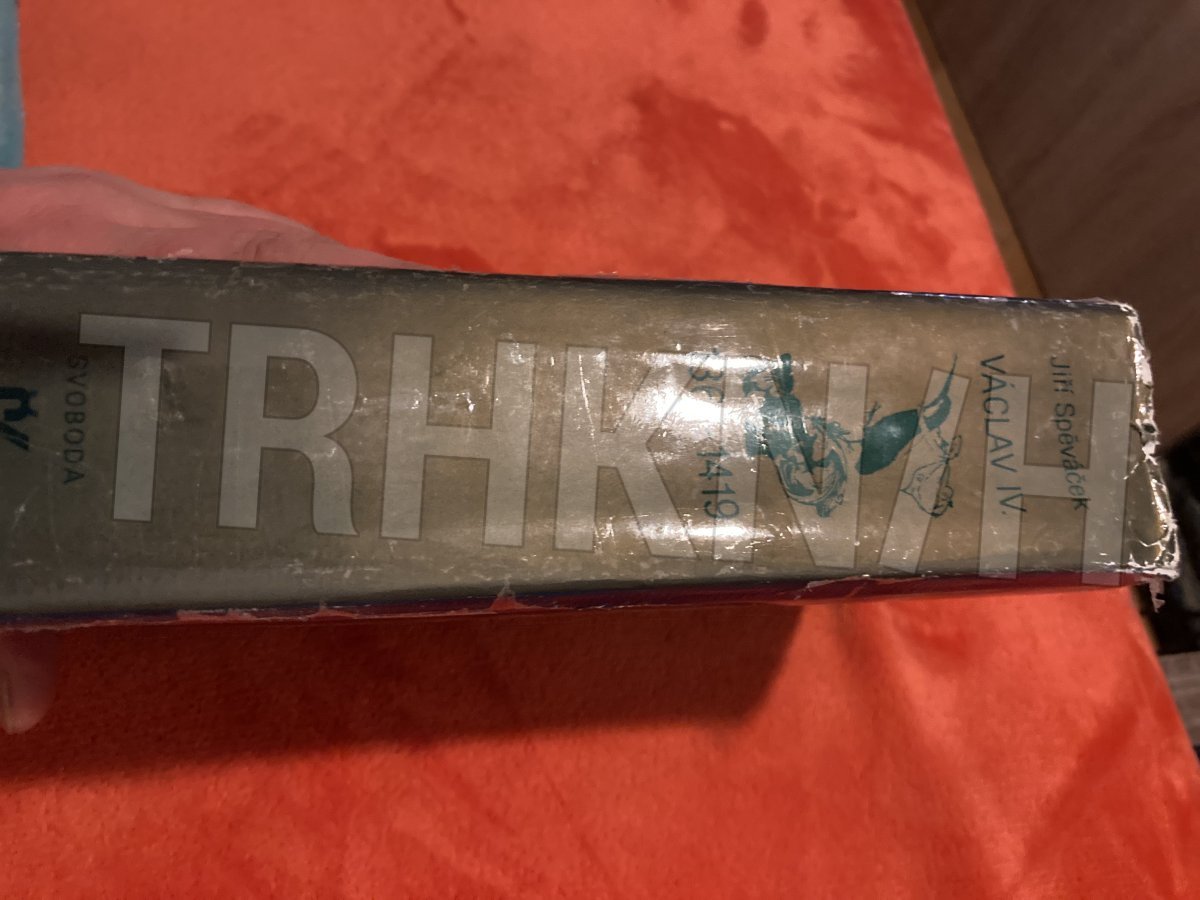 Jiří Spěváček
VÁCLAV IV
1419
SVOBODA
TRHKNIH